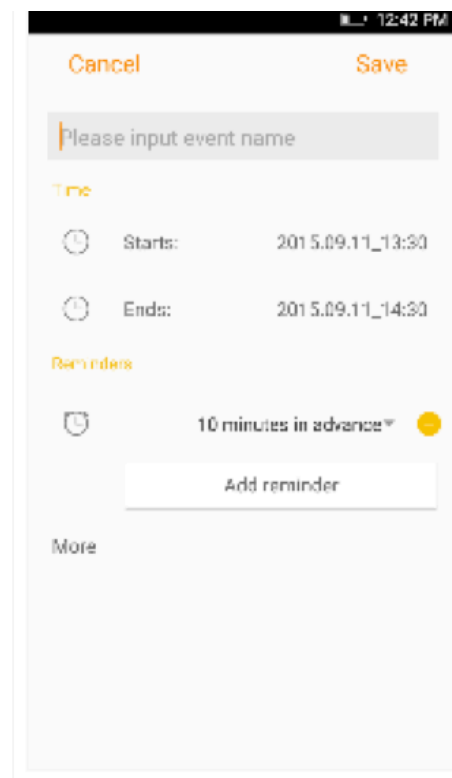 12:42 PM
Cancel Save
Please input event name
Time
Starts: 2015.09.11_13:30
Ends: 2015.09.11_14:30
Reminders
10 minutes in advance
Add reminder
More